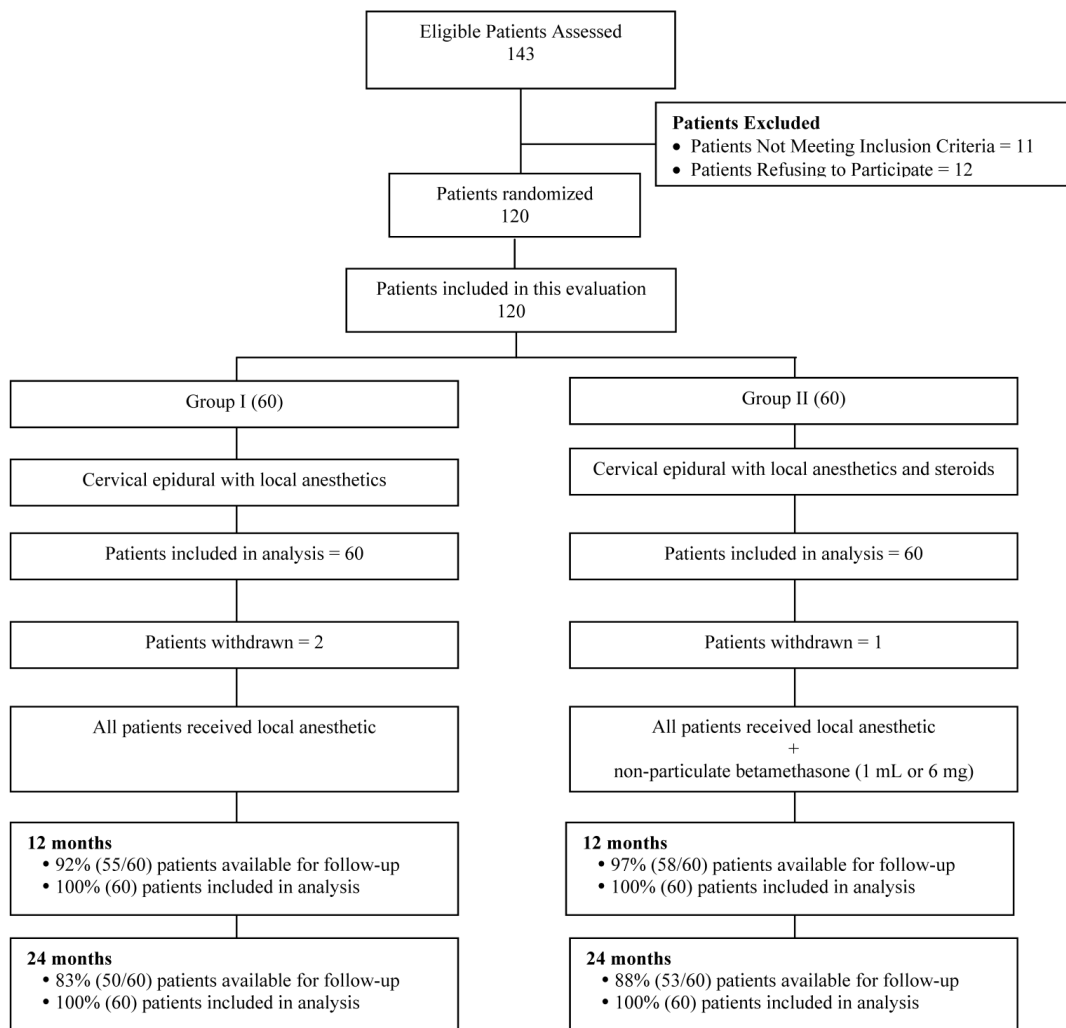 Eligible Patients Assessed
143
Patients Excluded
• Patients Not Meeting Inclusion Criteria = 11
• Patients Refusing to Participate = 12
Patients randomized
120
Patients included in this evaluation
120
Group I (60)
Group II (60)
Cervical epidural with local anesthetics
Cervical epidural with local anesthetics and steroids
Patients included in analysis = 60
Patients included in analysis = 60
Patients withdrawn = 2
Patients withdrawn = 1
All patients received local anesthetic
All patients received local anesthetic
+
non-particulate betamethasone (1 mL or 6 mg)
12 months
• 92% (55/60) patients available for follow-up
• 100% (60) patients included in analysis
12 months
• 97% (58/60) patients available for follow-up
• 100% (60) patients included in analysis
24 months
• 83% (50/60) patients available for follow-up
• 100% (60) patients included in analysis
24 months
• 88% (53/60) patients available for follow-up
• 100% (60) patients included in analysis